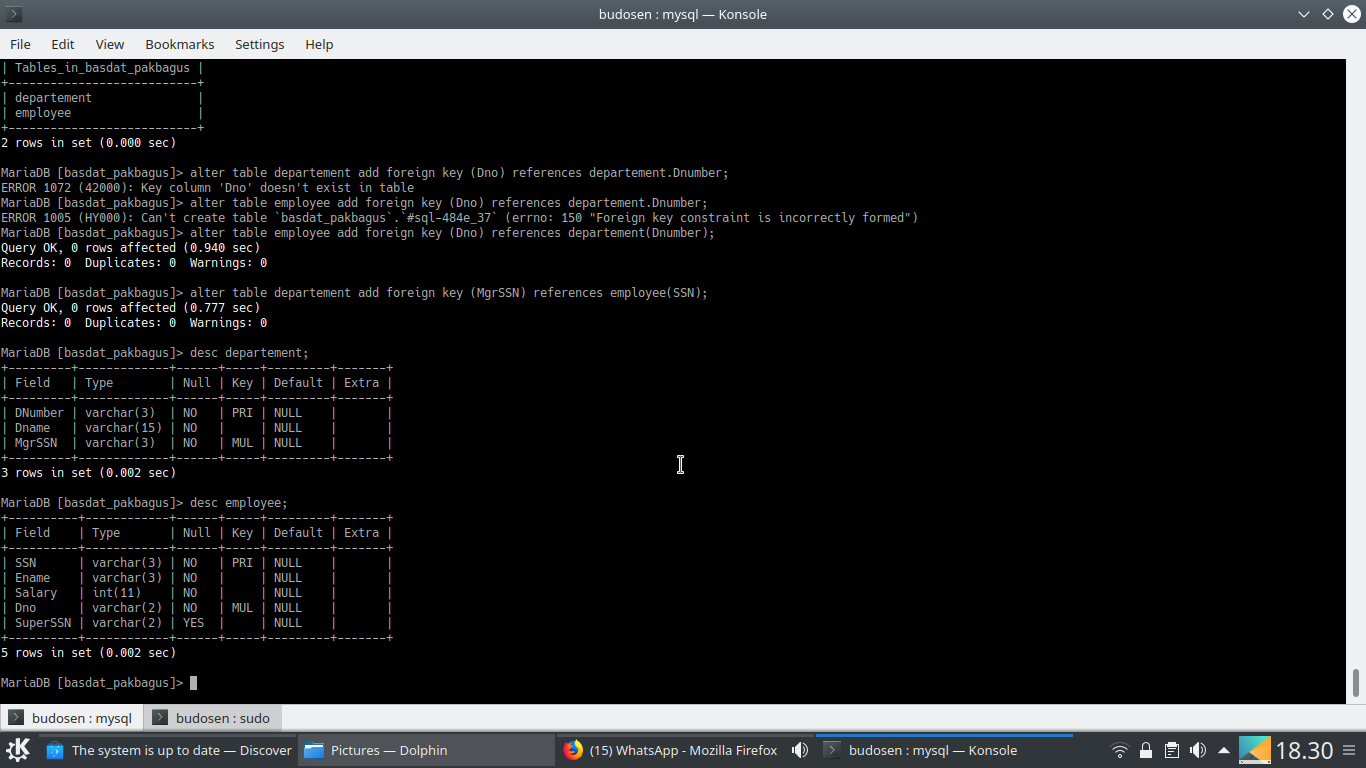 budosen : mysql — Konsole
File Edit View Bookmarks Settings Help
| Tables_in_basdat_pakbagus |
+---------------------------+
| departement               |
| employee                  |
+---------------------------+
2 rows in set (0.000 sec)
MariaDB [basdat_pakbagus]> alter table departement add foreign key (Dno) references departement.Dnumber;
ERROR 1072 (42000): Key column 'Dno' doesn't exist in table
MariaDB [basdat_pakbagus]> alter table employee add foreign key (Dno) references departement.Dnumber;
ERROR 1005 (HY000): Can't create table `basdat_pakbagus`.`#sql-484e_37` (errno: 150 "Foreign key constraint is incorrectly formed")
MariaDB [basdat_pakbagus]> alter table employee add foreign key (Dno) references departement(Dnumber);
Query OK, 0 rows affected (0.940 sec)
Records: 0  Duplicates: 0  Warnings: 0
MariaDB [basdat_pakbagus]> alter table departement add foreign key (MgrSSN) references employee(SSN);
Query OK, 0 rows affected (0.777 sec)
Records: 0  Duplicates: 0  Warnings: 0
MariaDB [basdat_pakbagus]> desc departement;
+---------+-------------+------+-----+---------+-------+
| Field   | Type        | Null | Key | Default | Extra |
+---------+-------------+------+-----+---------+-------+
| DNumber | varchar(3)  | NO   | PRI | NULL    |       |
| Dname   | varchar(15) | NO   |     | NULL    |       |
| MgrSSN  | varchar(3)  | NO   | MUL | NULL    |       |
+---------+-------------+------+-----+---------+-------+
3 rows in set (0.002 sec)
MariaDB [basdat_pakbagus]> desc employee;
+----------+------------+------+-----+---------+-------+
| Field    | Type       | Null | Key | Default | Extra |
+----------+------------+------+-----+---------+-------+
| SSN      | varchar(3) | NO   | PRI | NULL    |       |
| Ename    | varchar(3) | NO   |     | NULL    |       |
| Salary   | int(11)    | NO   |     | NULL    |       |
| Dno      | varchar(2) | NO   | MUL | NULL    |       |
| SuperSSN | varchar(2) | YES  |     | NULL    |       |
+----------+------------+------+-----+---------+-------+
5 rows in set (0.002 sec)
MariaDB [basdat_pakbagus]>
budosen : mysql budosen : sudo
The system is up to date — Discover Pictures — Dolphin (15) WhatsApp - Mozilla Firefox budosen : mysql — Konsole 18.30